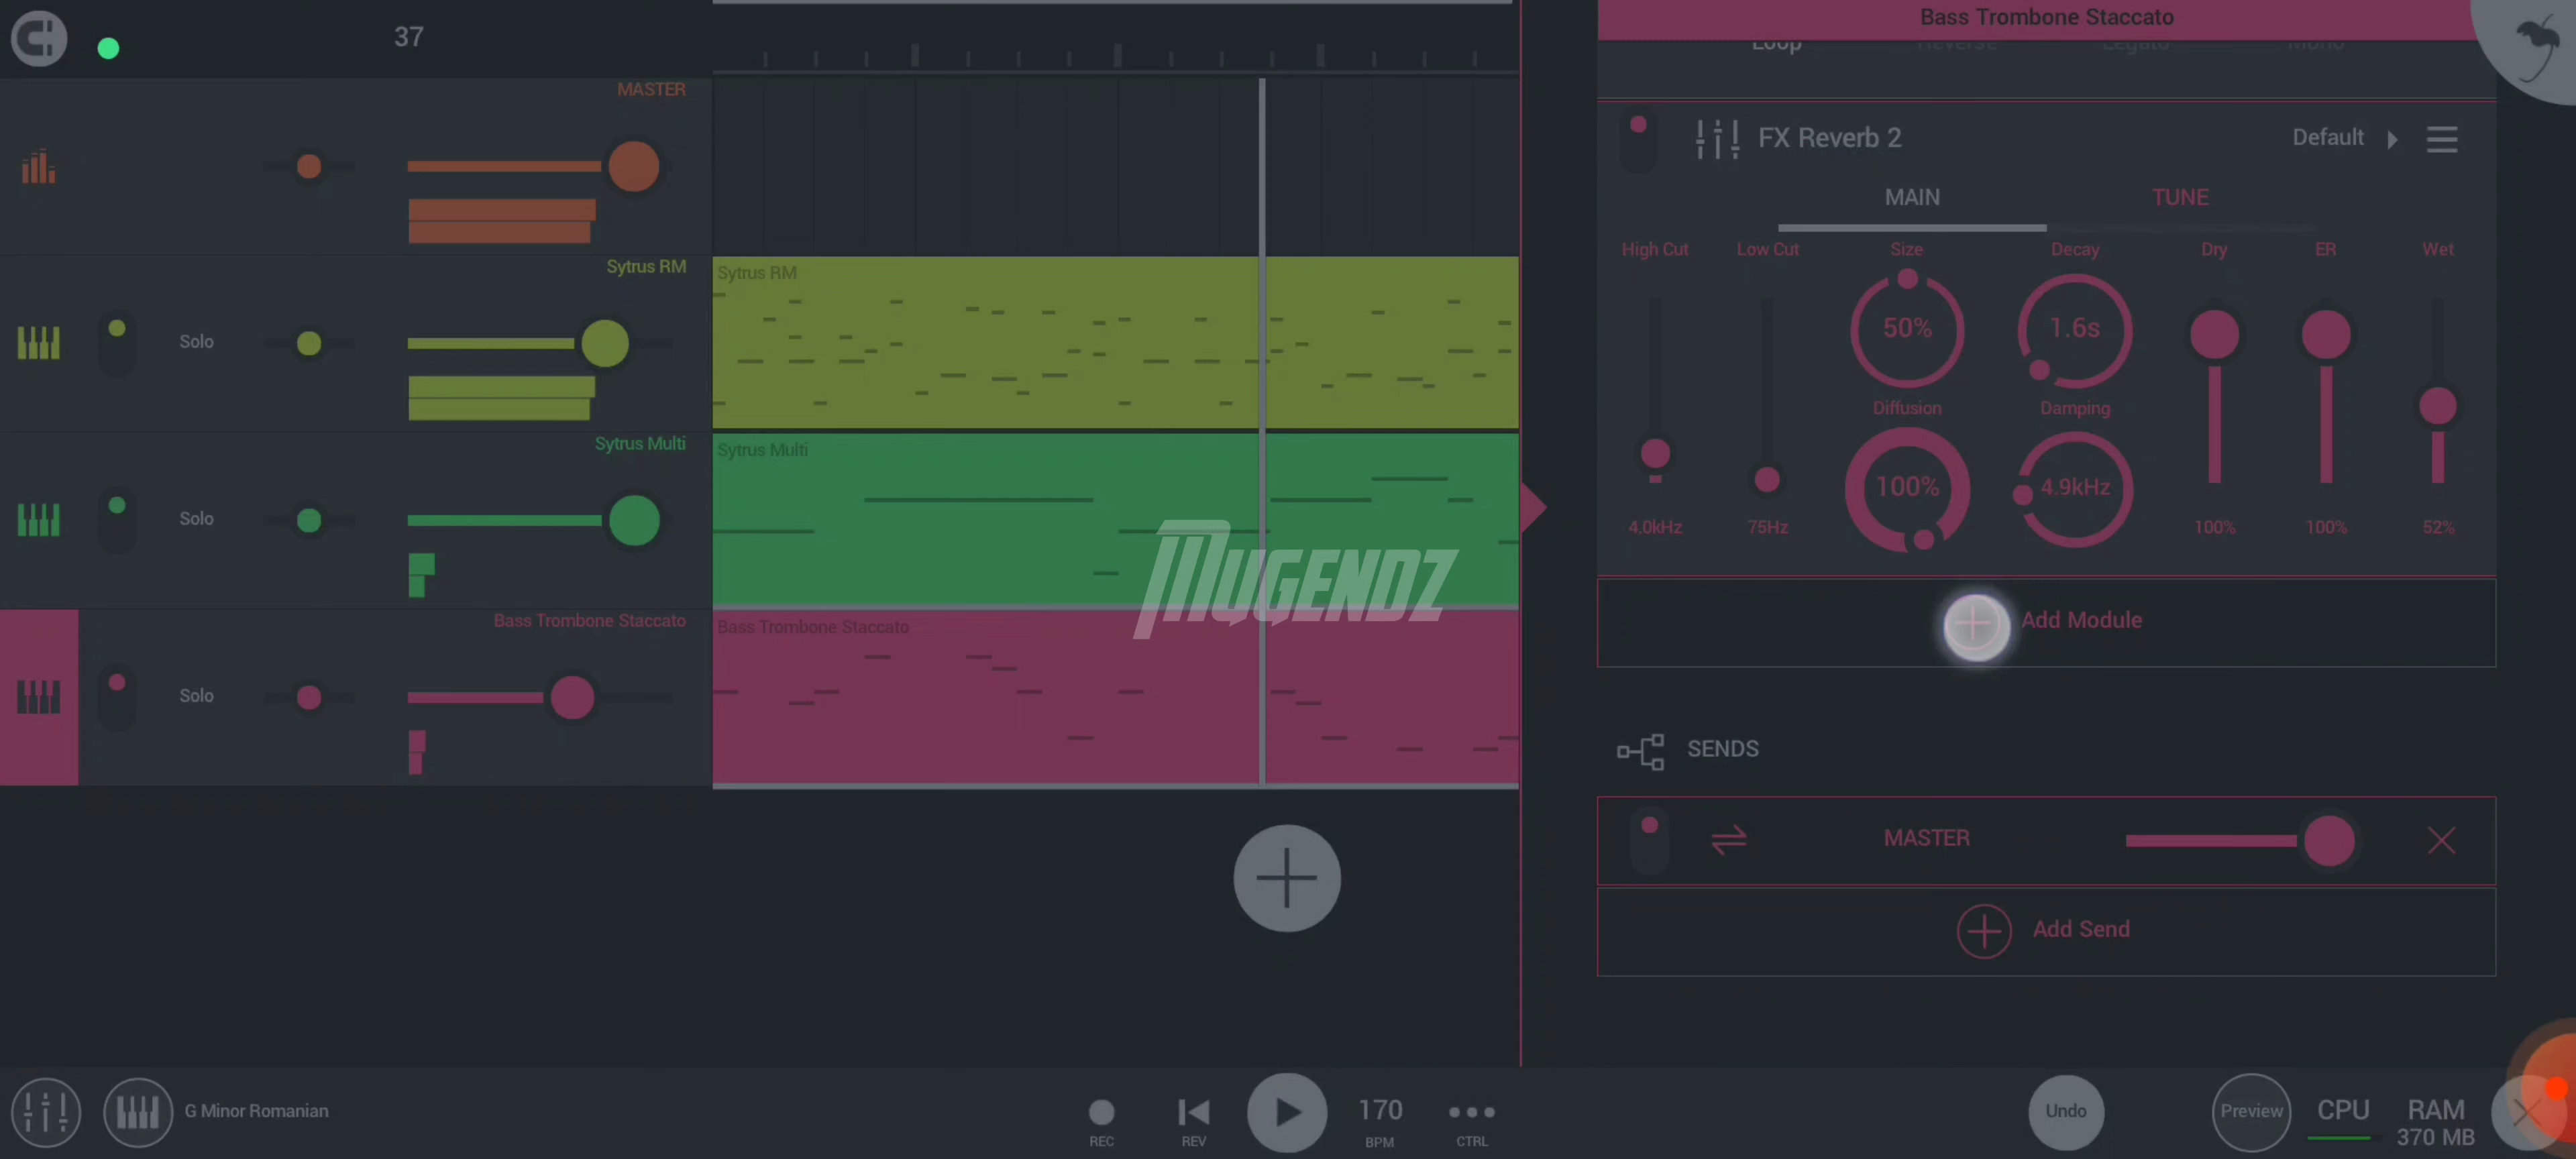 37
Bass Trombone Staccato
Loop Reverse Legato Mono
MASTER
FX Reverb 2
Default
MAIN
TUNE
High Cut
Low Cut
Size
Decay
Dry
ER
Wet
Sytrus RM
Sytrus RM
Solo
50%
1.6s
Diffusion
Damping
Sytrus Multi
Sytrus Multi
Solo
100%
4.9kHz
4.0kHz
75Hz
100%
100%
52%
MUGENDZ
Bass Trombone Staccato
Bass Trombone Staccato
Solo
Add Module
SENDS
MASTER
Add Send
G Minor Romanian
REC
REV
170
BPM
CTRL
Undo
Preview
CPU
RAM
370 MB